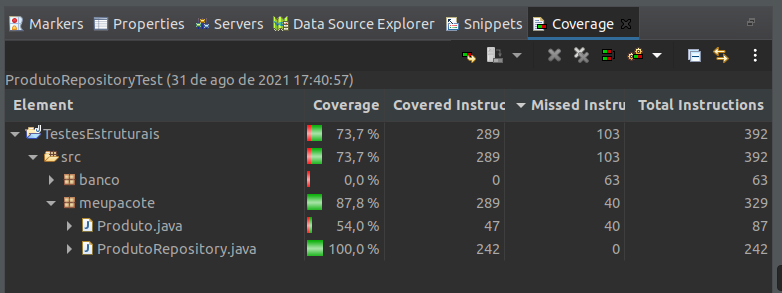 Markers Properties Servers Data Source Explorer Snippets Coverage
ProdutoRepositoryTest (31 de ago de 2021 17:40:57)
Element Coverage Covered Instruc Missed Instru Total Instructions
TestesEstruturais 73,7 % 289 103 392
src 73,7 % 289 103 392
banco 0,0 % 0 63 63
meupacote 87,8 % 289 40 329
Produto.java 54,0 % 47 40 87
ProdutoRepository.java 100,0 % 242 0 242